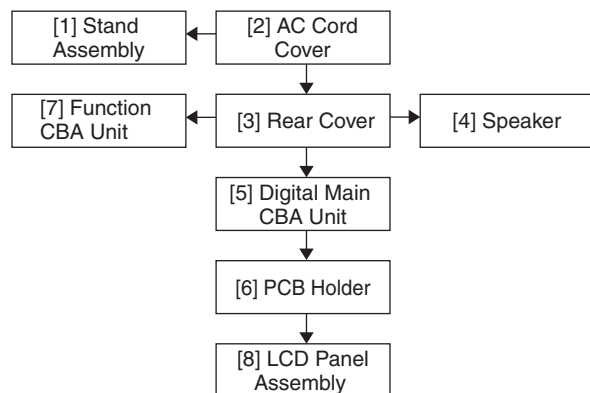 [1] Stand
Assembly
[2] AC Cord
Cover
[7] Function
CBA Unit
[3] Rear Cover
[4] Speaker
[5] Digital Main
CBA Unit
[6] PCB Holder
[8] LCD Panel
Assembly